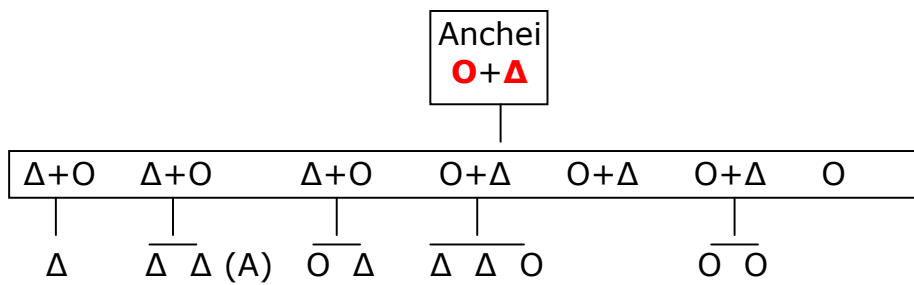 Anchei
O+Δ
Δ+O Δ+O Δ+O O+Δ O+Δ O+Δ O
Δ Δ Δ (A) O Δ Δ Δ O O O